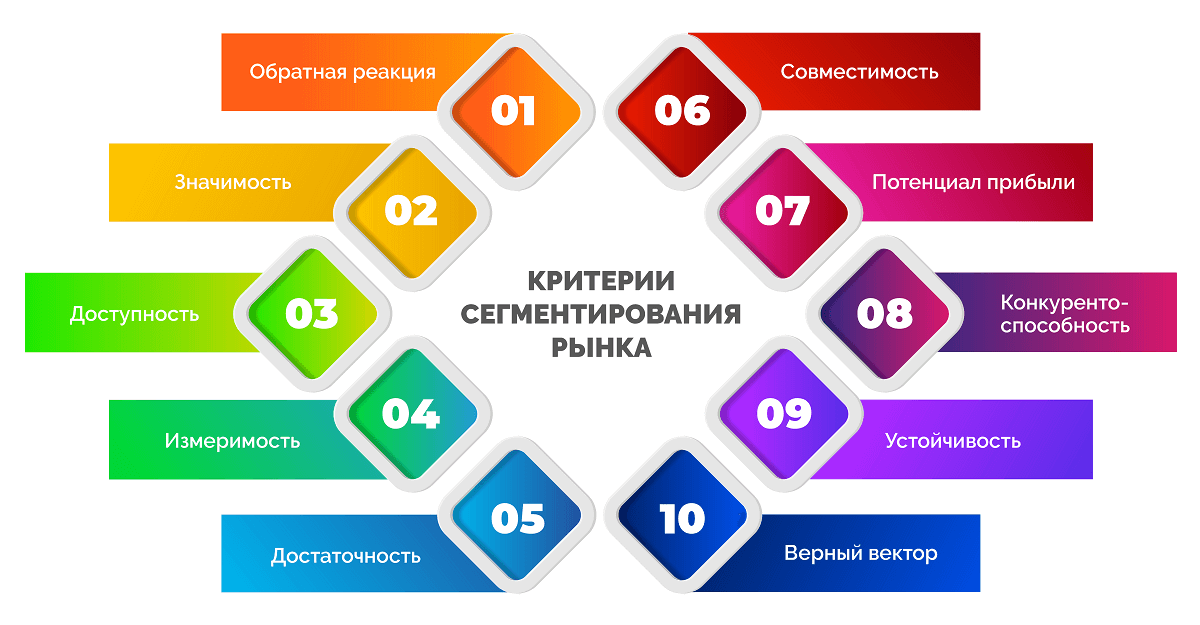 КРИТЕРИИ
СЕГМЕНТИРОВАНИЯ
РЫНКА
01
Обратная реакция
02
Значимость
03
Доступность
04
Измеримость
05
Достаточность
06
Совместимость
07
Потенциал прибыли
08
Конкуренто-
способность
09
Устойчивость
10
Верный вектор